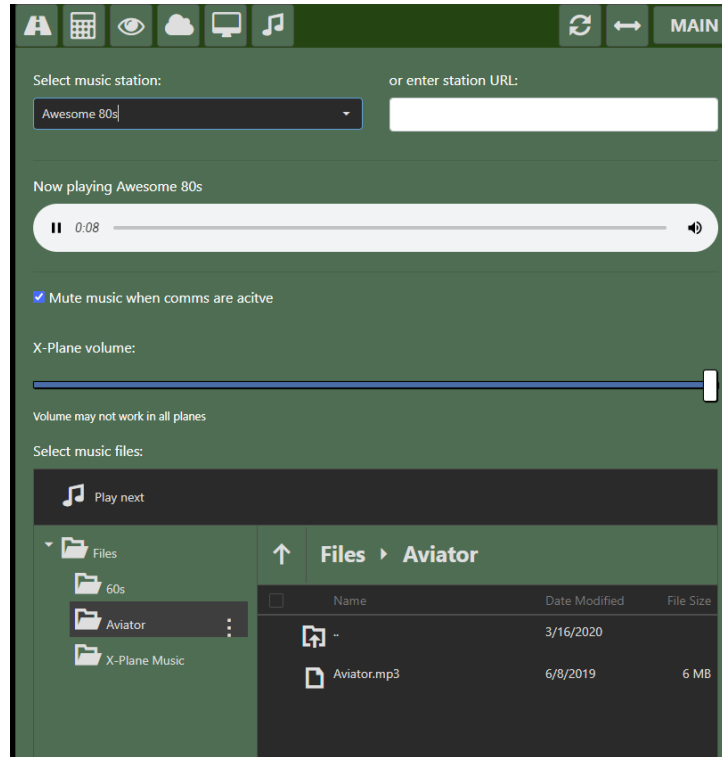 MAIN
Select music station:
or enter station URL:
Awesome 80s
Now playing Awesome 80s
0:08
Mute music when comms are acitve
X-Plane volume:
Volume may not work in all planes
Select music files:
Play next
Files
60s
Aviator
X-Plane Music
Files Aviator
Name Date Modified File Size
.. 3/16/2020
Aviator.mp3 6/8/2019 6 MB